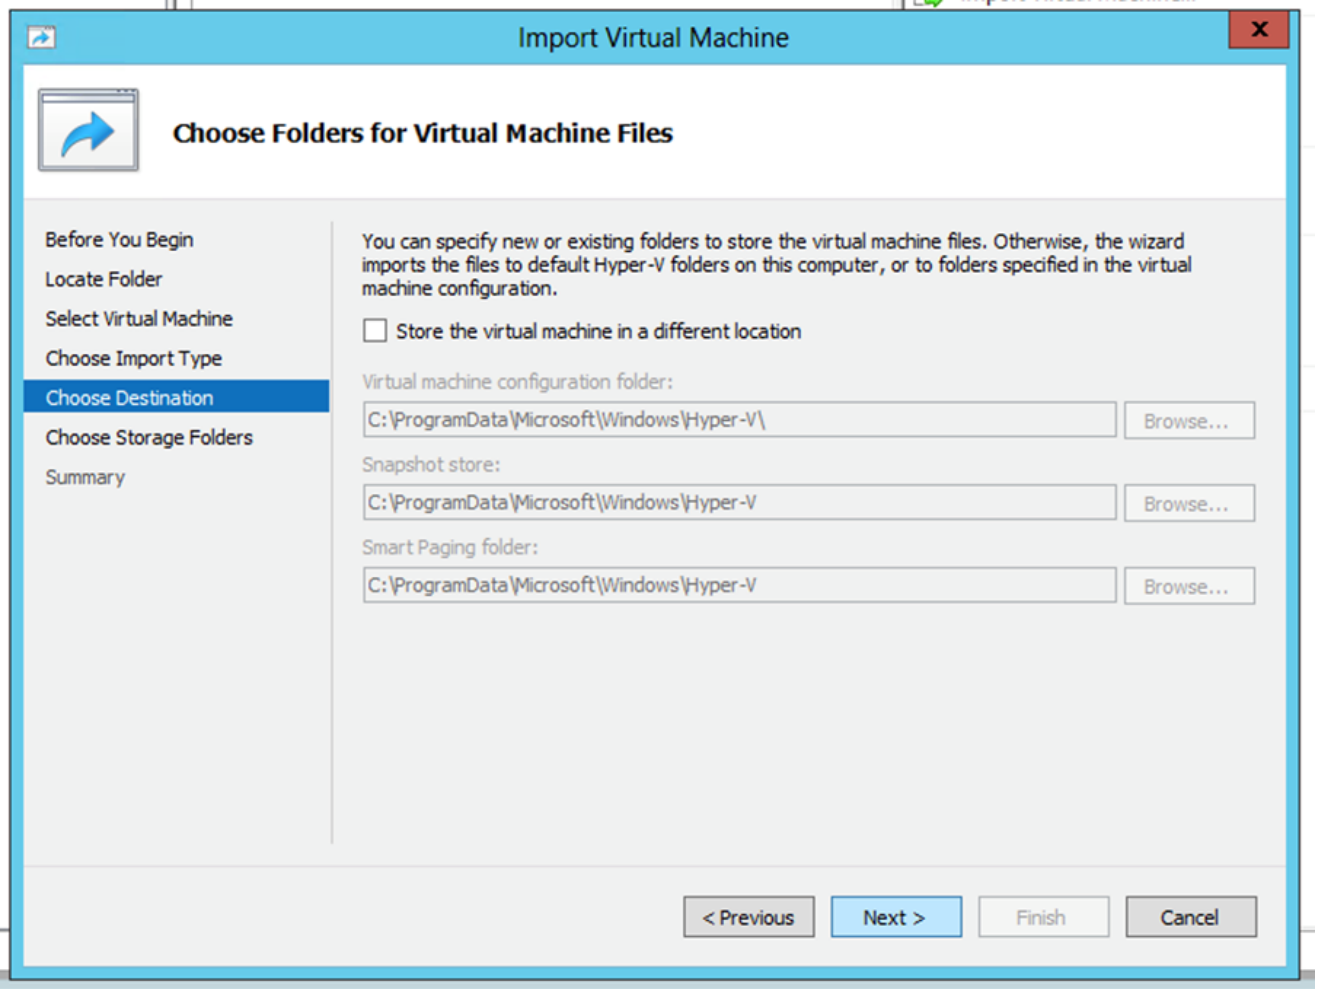 Import Virtual Machine...
Import Virtual Machine
X
Choose Folders for Virtual Machine Files
Before You Begin
Locate Folder
Select Virtual Machine
Choose Import Type
Choose Destination
Choose Storage Folders
Summary
You can specify new or existing folders to store the virtual machine files. Otherwise, the wizard
imports the files to default Hyper-V folders on this computer, or to folders specified in the virtual
machine configuration.
Store the virtual machine in a different location
Virtual machine configuration folder:
C:\ProgramData\Microsoft\Windows\Hyper-V\
Browse...
Snapshot store:
C:\ProgramData\Microsoft\Windows\Hyper-V
Browse...
Smart Paging folder:
C:\ProgramData\Microsoft\Windows\Hyper-V
Browse...
< Previous
Next >
Finish
Cancel